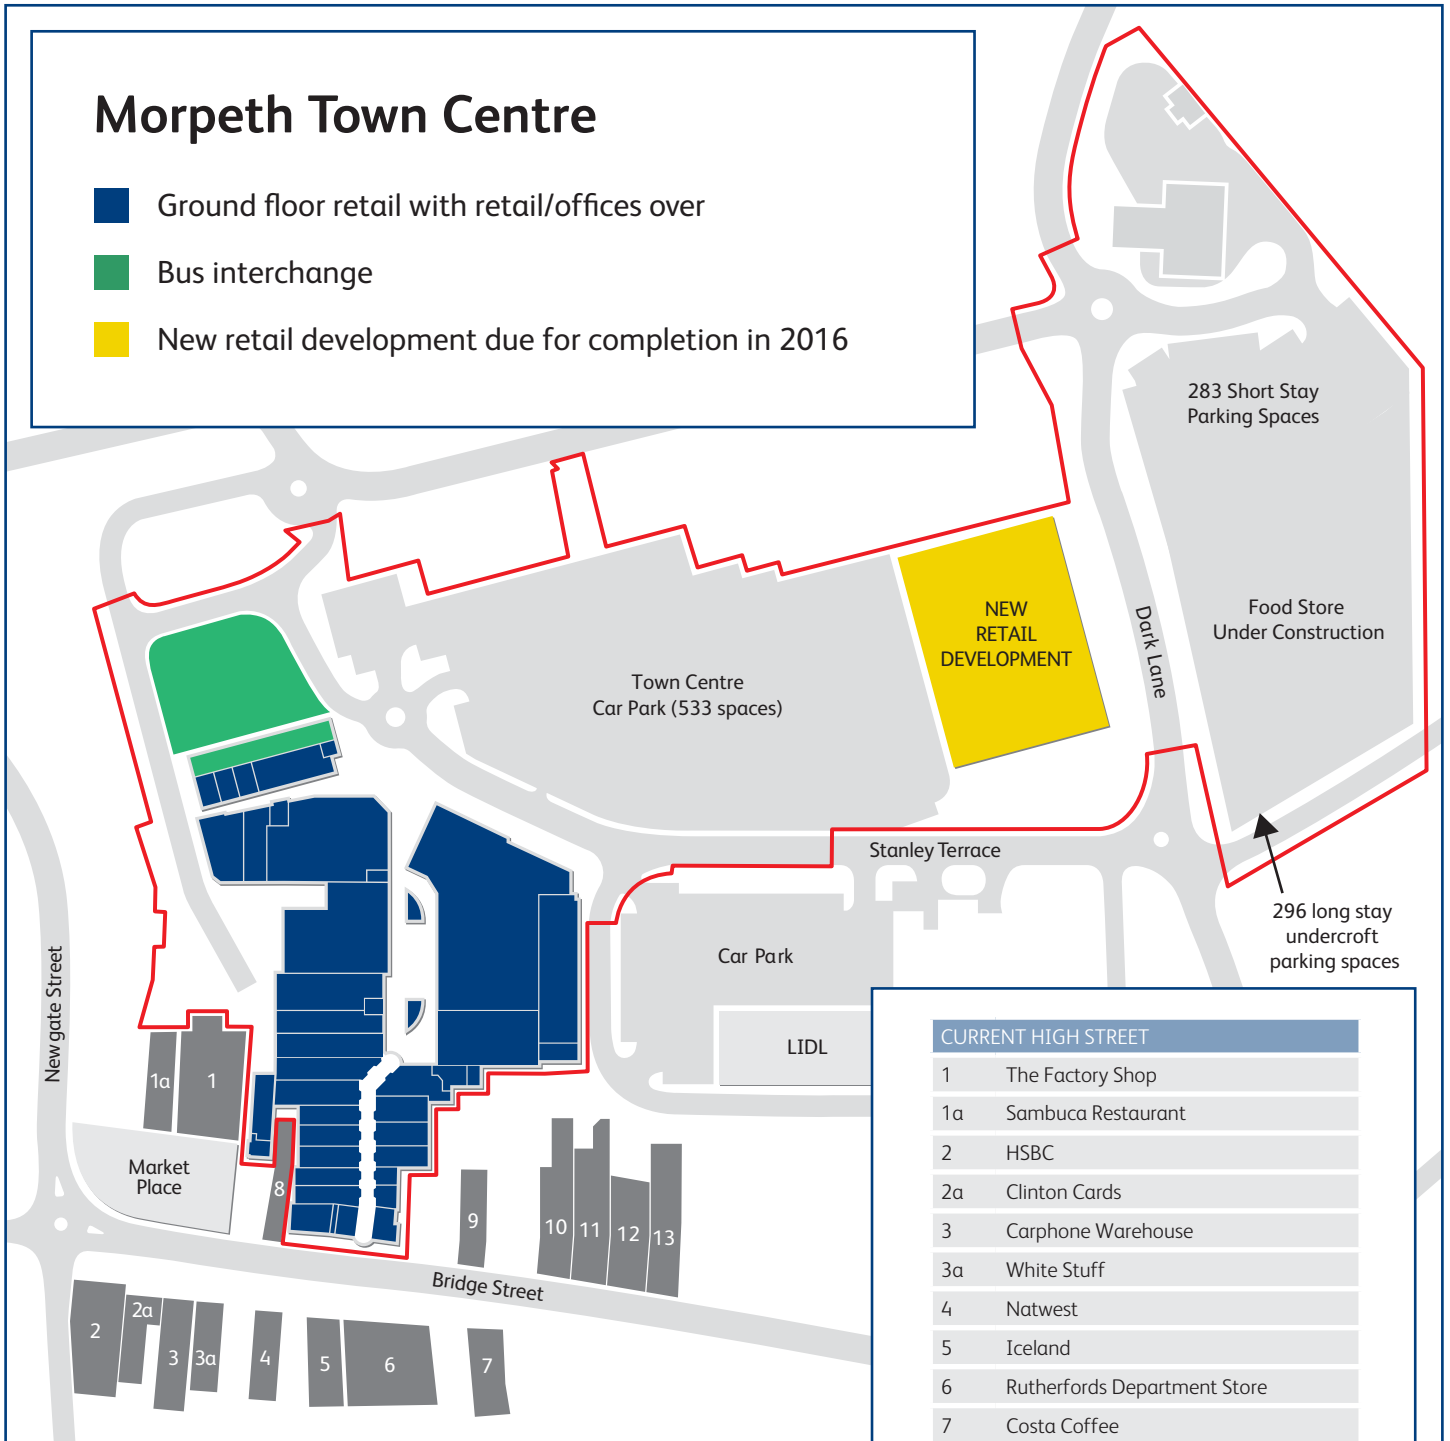 Morpeth Town Centre
Ground floor retail with retail/offices over
Bus interchange
New retail development due for completion in 2016
283 Short Stay
Parking Spaces
Food Store
Under Construction
NEW
RETAIL
DEVELOPMENT
Dark Lane
Town Centre
Car Park (533 spaces)
Stanley Terrace
296 long stay
undercroft
parking spaces
Car Park
LIDL
Newgate Street
1a
1
Market
Place
8
9
10
11
12
13
Bridge Street
2
2a
3
3a
4
5
6
7
CURRENT HIGH STREET
1 The Factory Shop
1a Sambuca Restaurant
2 HSBC
2a Clinton Cards
3 Carphone Warehouse
3a White Stuff
4 Natwest
5 Iceland
6 Rutherfords Department Store
7 Costa Coffee